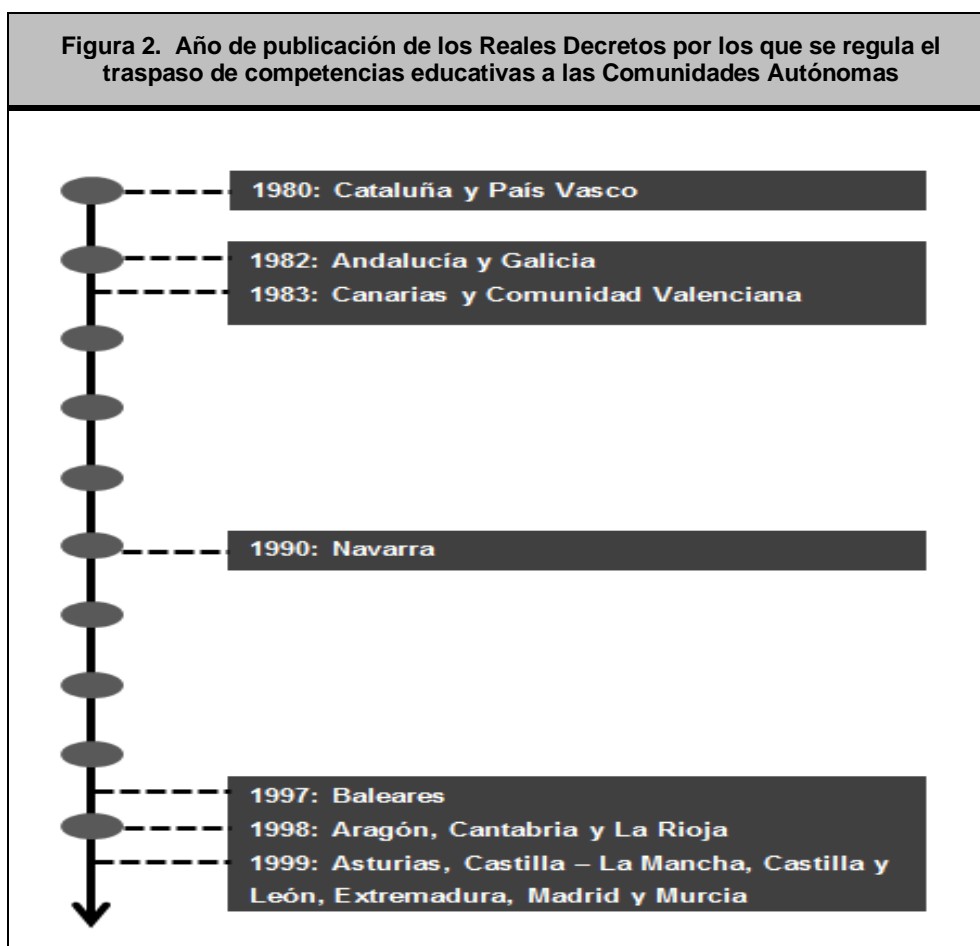 Figura 2. Año de publicación de los Reales Decretos por los que se regula el
traspaso de competencias educativas a las Comunidades Autónomas
1980: Cataluña y País Vasco
1982: Andalucía y Galicia
1983: Canarias y Comunidad Valenciana
1990: Navarra
1997: Baleares
1998: Aragón, Cantabria y La Rioja
1999: Asturias, Castilla – La Mancha, Castilla y
León, Extremadura, Madrid y Murcia